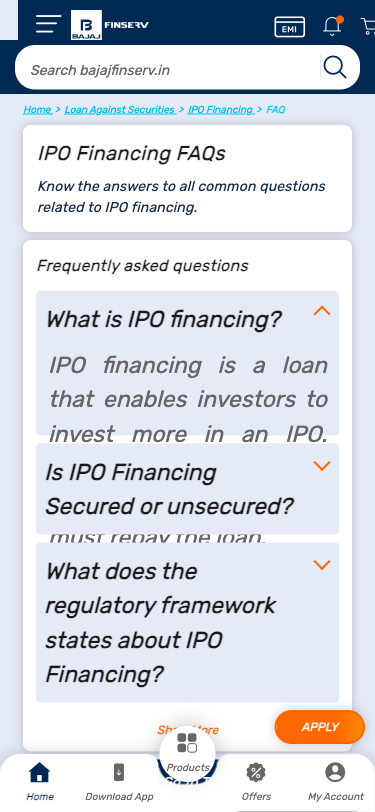 BAJAJ FINSERV
EMI
Search bajajfinserv.in
Home > Loan Against Securities > IPO Financing > FAQ
IPO Financing FAQs
Know the answers to all common questions
related to IPO financing.
Frequently asked questions
What is IPO financing?
IPO financing is a loan
that enables investors to
invest more in an IPO.
Is IPO Financing
Secured or unsecured?
must repay the loan.
What does the
regulatory framework
states about IPO
Financing?
APPLY
Products
Home Download App Offers My Account